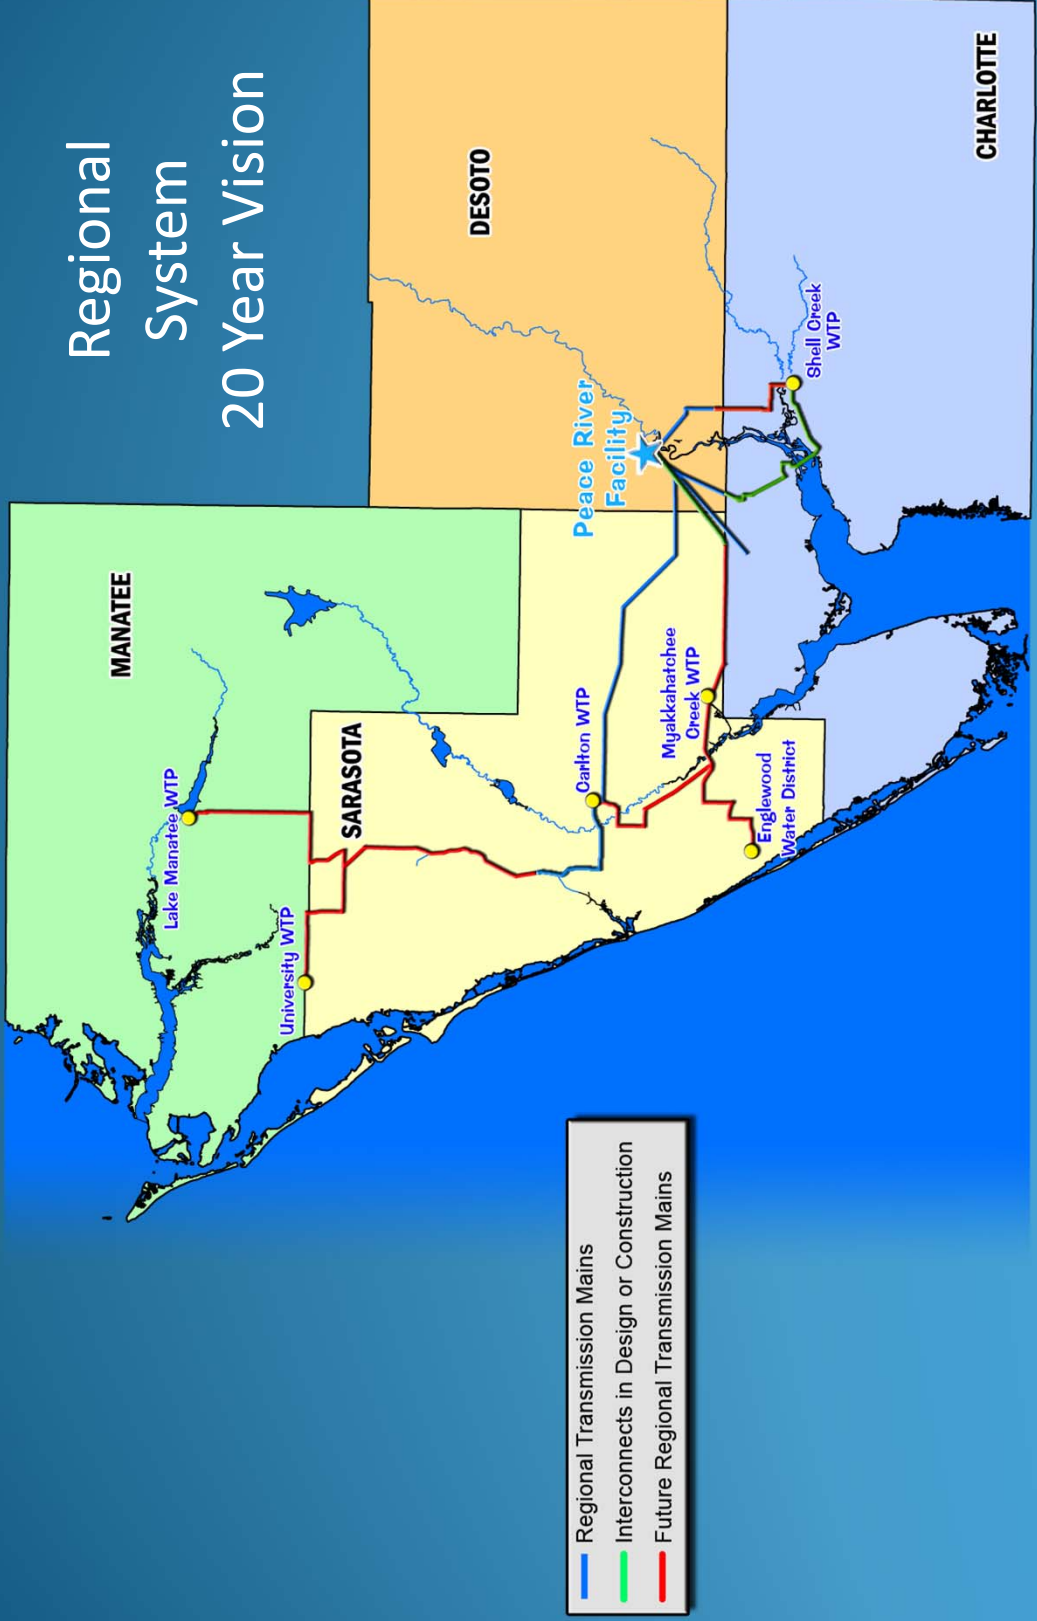 Regional
System
20 Year Vision
MANATEE
DESOTO
CHARLOTTE
SARASOTA
Lake Manatee WTP
University WTP
Peace River
Facility
Carlton WTP
Myakkahatchee
Creek WTP
Englewood
Water District
Shell Creek
WTP
Regional Transmission Mains
Interconnects in Design or Construction
Future Regional Transmission Mains